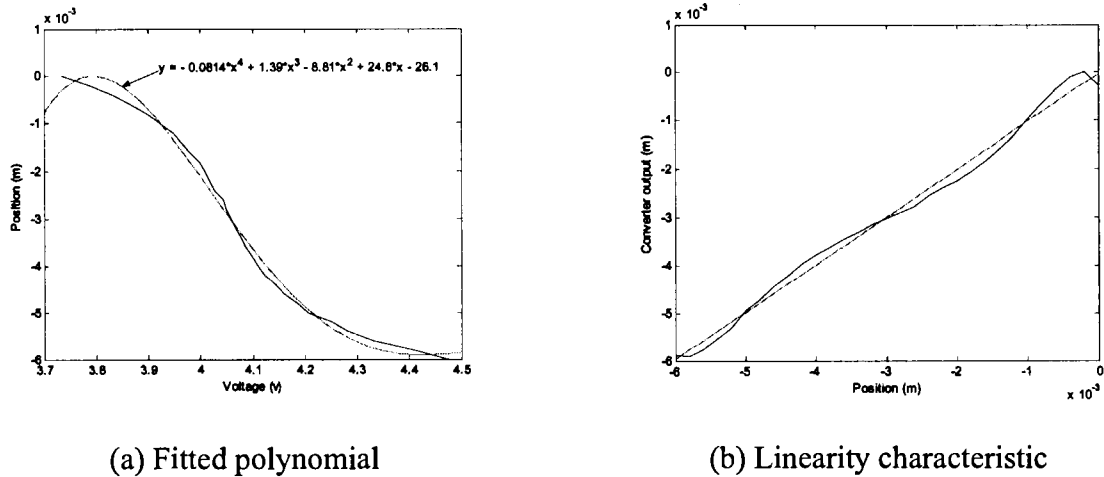 x 10⁻³
1
0
-1
-2
-3
-4
-5
-6
Position (m)
y = - 0.0814*x⁴ + 1.39*x³ - 8.81*x² + 24.8*x - 26.1
3.7 3.8 3.9 4 4.1 4.2 4.3 4.4 4.5
Voltage (v)
(a) Fitted polynomial
x 10⁻³
1
0
-1
-2
-3
-4
-5
-6
Converter output (m)
-6 -5 -4 -3 -2 -1 0
Position (m)
x 10⁻³
(b) Linearity characteristic